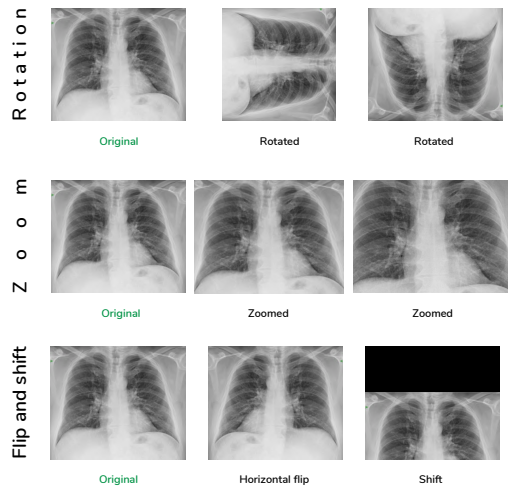 Rotation
Original
Rotated
Rotated
Zoom
Original
Zoomed
Zoomed
Flip and shift
Original
Horizontal flip
Shift